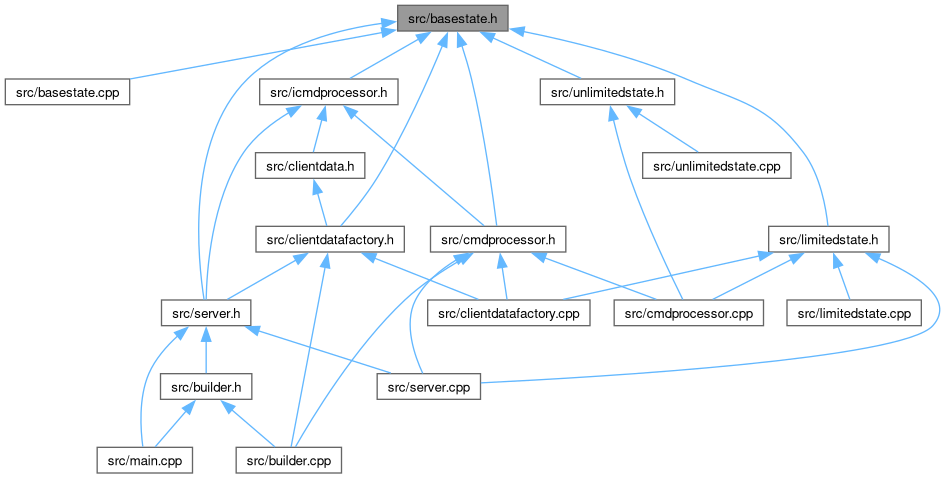 src/basestate.h
src/basestate.cpp
src/icmdprocessor.h
src/unlimitedstate.h
src/clientdata.h
src/unlimitedstate.cpp
src/clientdatafactory.h
src/cmdprocessor.h
src/limitedstate.h
src/server.h
src/clientdatafactory.cpp
src/cmdprocessor.cpp
src/limitedstate.cpp
src/builder.h
src/server.cpp
src/main.cpp
src/builder.cpp